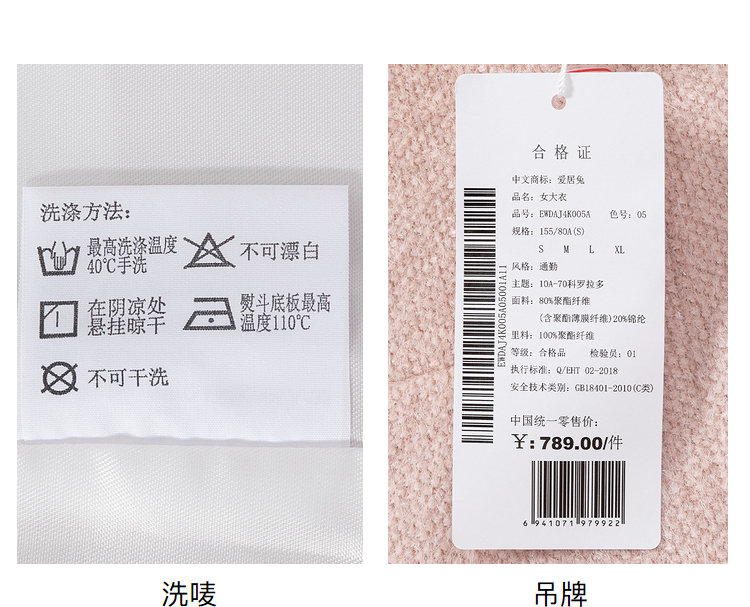 洗涤方法:
最高洗涤温度
40℃手洗
不可漂白
在阴凉处
悬挂晾干
熨斗底板最高
温度110℃
不可干洗
洗唛
合格证
中文商标: 爱居兔
品名: 女大衣
品号: EWDAJ4K005A 色号: 05
规格: 155/80A(S)
S M L XL
风格: 通勤
主题: 10A-70科罗拉多
面料: 80%聚酯纤维
(含聚酯薄膜纤维)20%锦纶
里料: 100%聚酯纤维
等级: 合格品 检验员: 01
执行标准: Q/EHT 02-2018
安全技术类别: GB18401-2010(C类)
EWDAJ4K005A05001A11
中国统一零售价:
¥: 789.00/件
6 941071 979922
吊牌